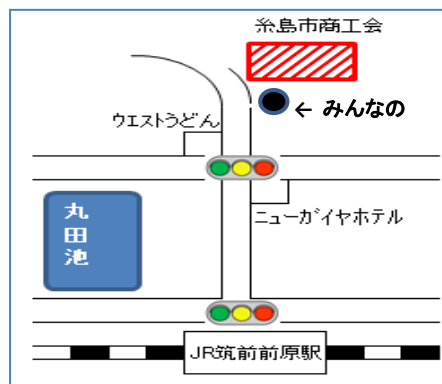 糸島市商工会
← みんなの
ウエストうどん
ニューガイヤホテル
丸田池
JR筑前前原駅